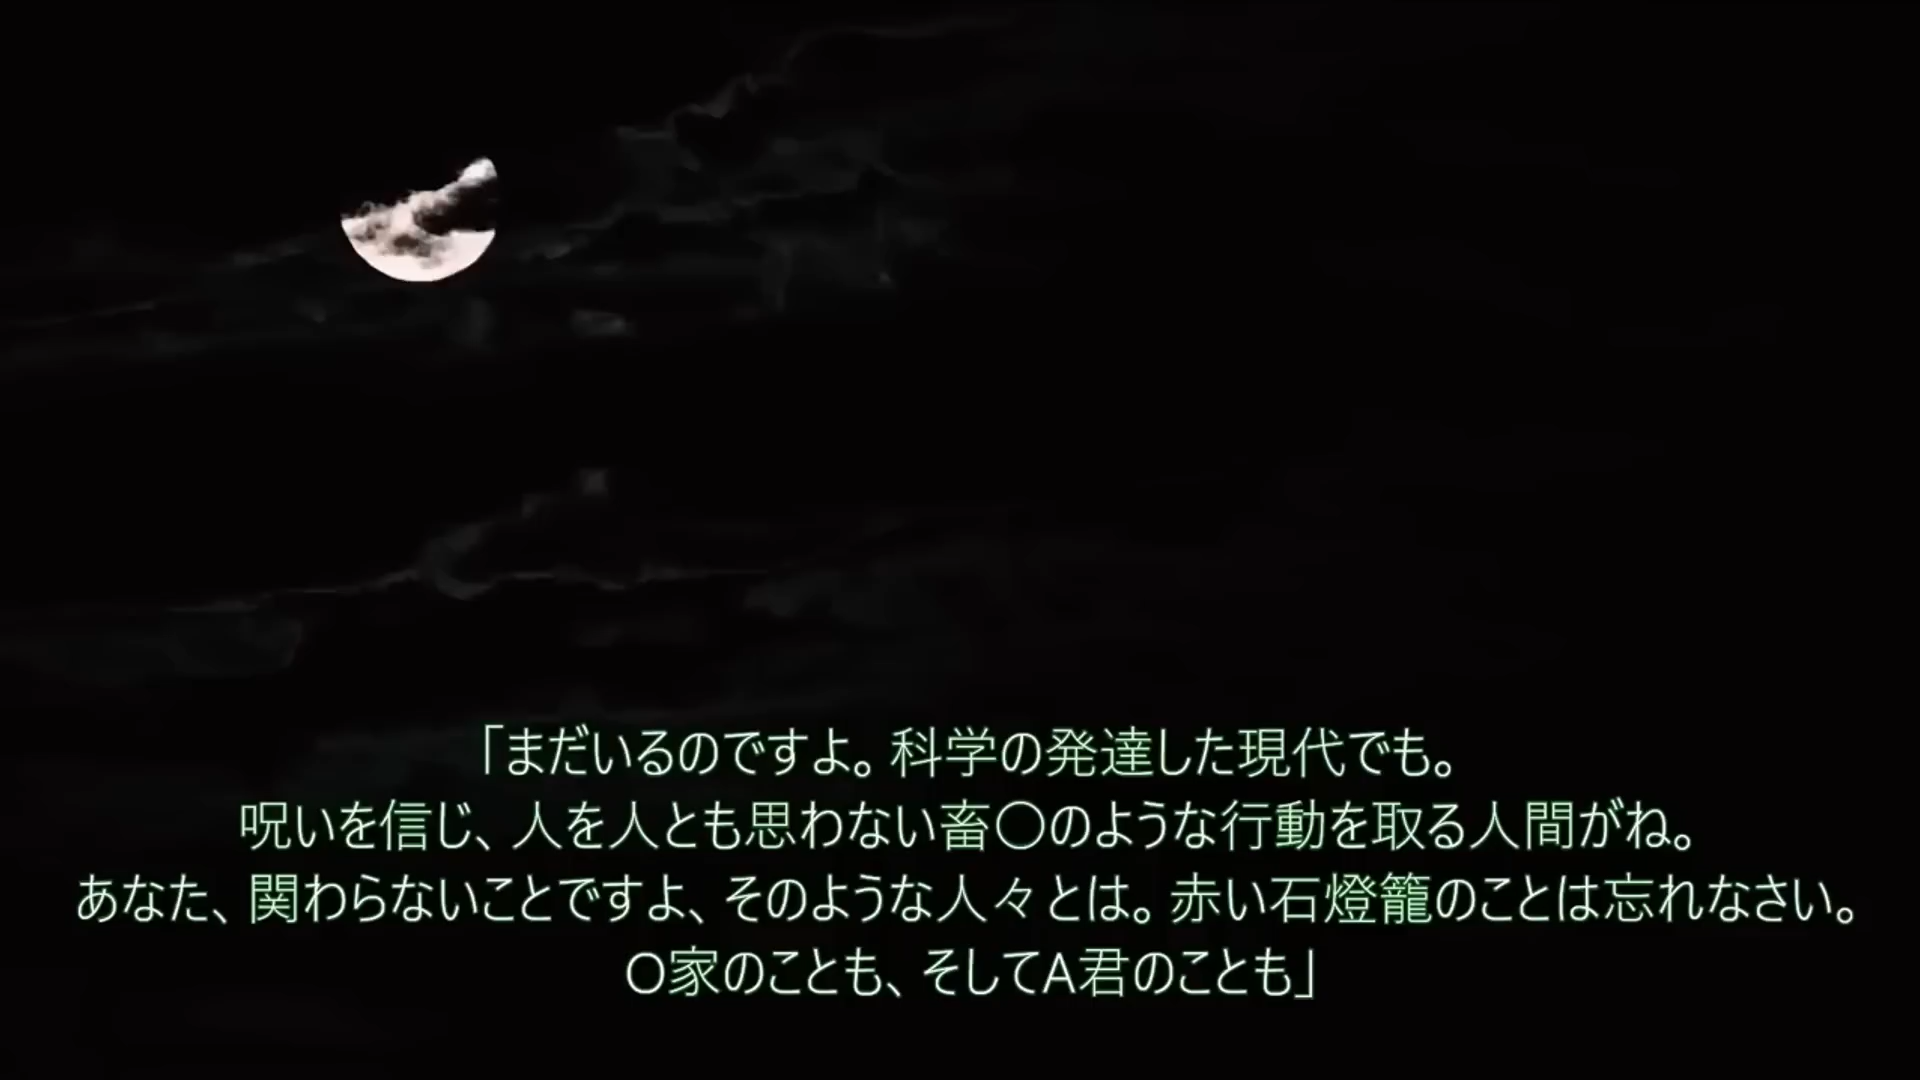 「まだいるのですよ。科学の発達した現代でも。
呪いを信じ、人を人とも思わない畜〇のような行動を取る人間がね。
あなた、関わらないことですよ、そのような人々とは。赤い石燈籠のことは忘れなさい。
O家のことも、そしてA君のことも」